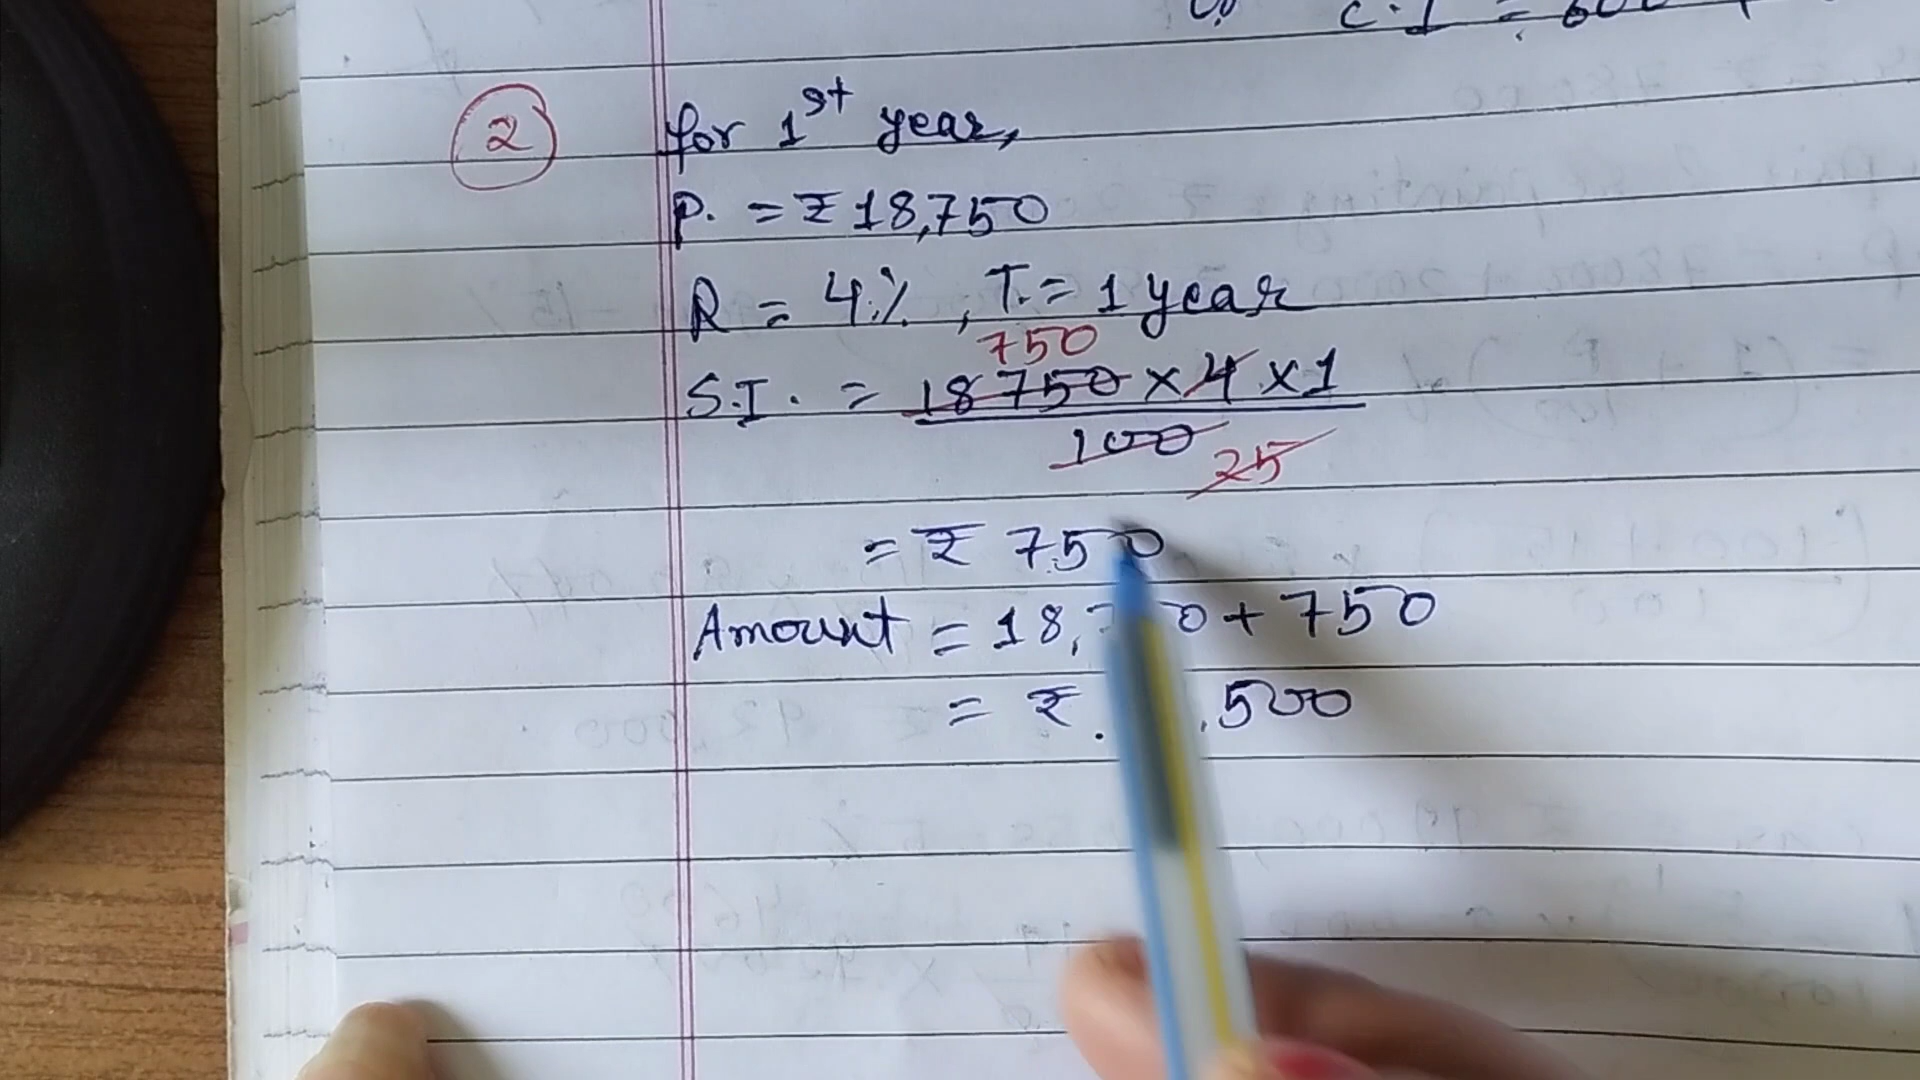 C.I = 600
2
for 1st year,
P. = ₹ 18,750
R = 4%, T. = 1 year
750
S.I. = 18750 × 4 × 1
100 25
= ₹ 750
Amount = 18, 0 + 750
= ₹ ,500